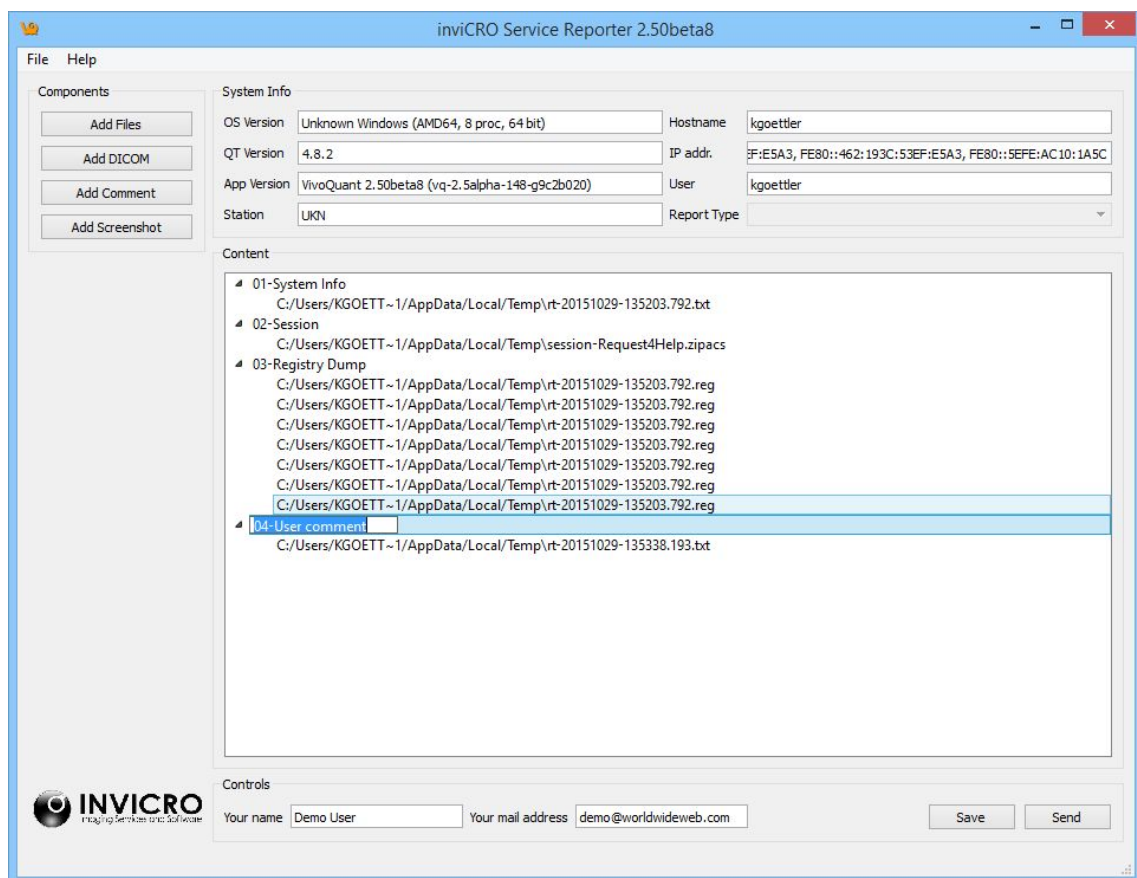 inviCRO Service Reporter 2.50beta8
File Help
Components
Add Files
Add DICOM
Add Comment
Add Screenshot
System Info
OS Version Unknown Windows (AMD64, 8 proc, 64 bit) Hostname kgoettler
QT Version 4.8.2 IP addr. EF:E5A3, FE80::462:193C:53EF:E5A3, FE80::5EFE:AC10:1A5C
App Version VivoQuant 2.50beta8 (vq-2.5alpha-148-g9c2b020) User kgoettler
Station UKN Report Type
Content
01-System Info
C:/Users/KGOETT~1/AppData/Local/Temp\rt-20151029-135203.792.txt
02-Session
C:/Users/KGOETT~1/AppData/Local/Temp\session-Request4Help.zipacs
03-Registry Dump
C:/Users/KGOETT~1/AppData/Local/Temp\rt-20151029-135203.792.reg
C:/Users/KGOETT~1/AppData/Local/Temp\rt-20151029-135203.792.reg
C:/Users/KGOETT~1/AppData/Local/Temp\rt-20151029-135203.792.reg
C:/Users/KGOETT~1/AppData/Local/Temp\rt-20151029-135203.792.reg
C:/Users/KGOETT~1/AppData/Local/Temp\rt-20151029-135203.792.reg
C:/Users/KGOETT~1/AppData/Local/Temp\rt-20151029-135203.792.reg
C:/Users/KGOETT~1/AppData/Local/Temp\rt-20151029-135203.792.reg
04-User comment
C:/Users/KGOETT~1/AppData/Local/Temp\rt-20151029-135338.193.txt
INVICRO
Imaging Services and Software
Controls
Your name Demo User Your mail address demo@worldwideweb.com Save Send